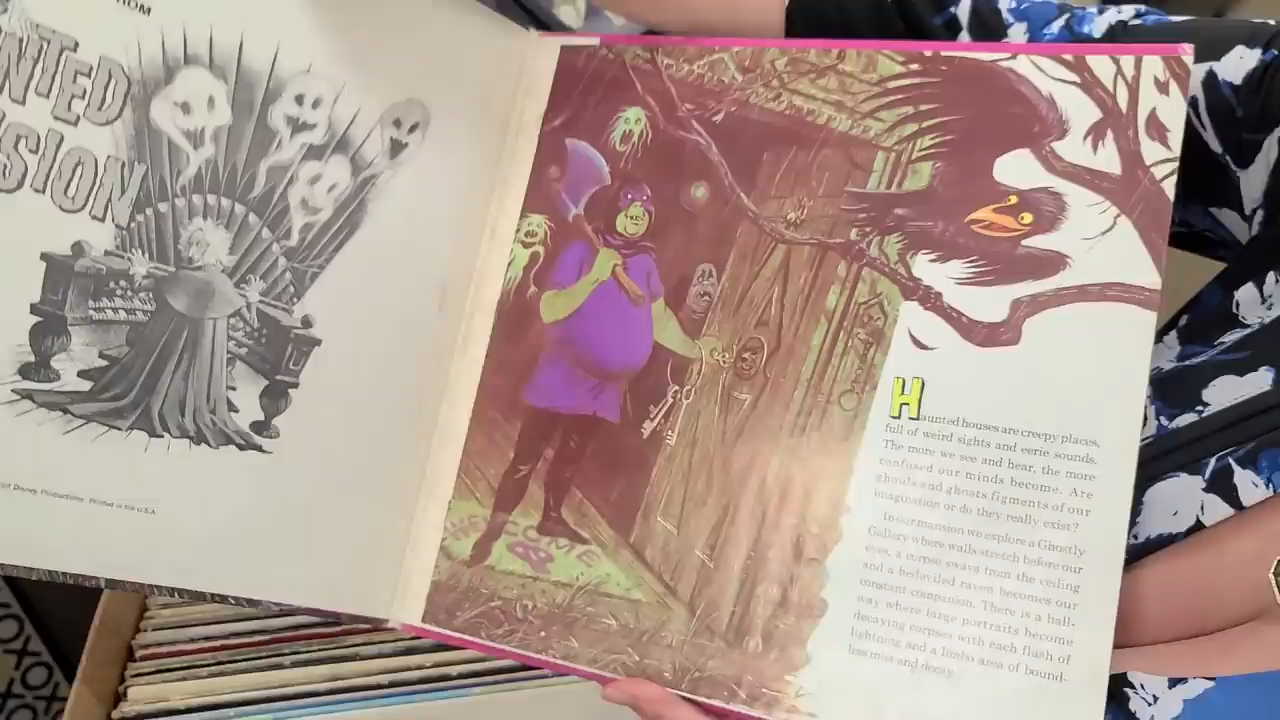 ROM
NTED
SION
Disney Productions. Printed in the U.S.A.
WELCOME
Haunted houses are creepy places,
full of weird sights and eerie sounds.
The more we see and hear, the more
confused our minds become. Are
ghouls and ghosts figments of our
imagination or do they really exist?
In our mansion we explore a Ghostly
Gallery where walls stretch before our
eyes, a corpse sways from the ceiling
and a bedeviled raven becomes our
constant companion. There is a hall-
way where large portraits become
decaying corpses with each flash of
lightning and a limbo area of bound-
less mist and decay.